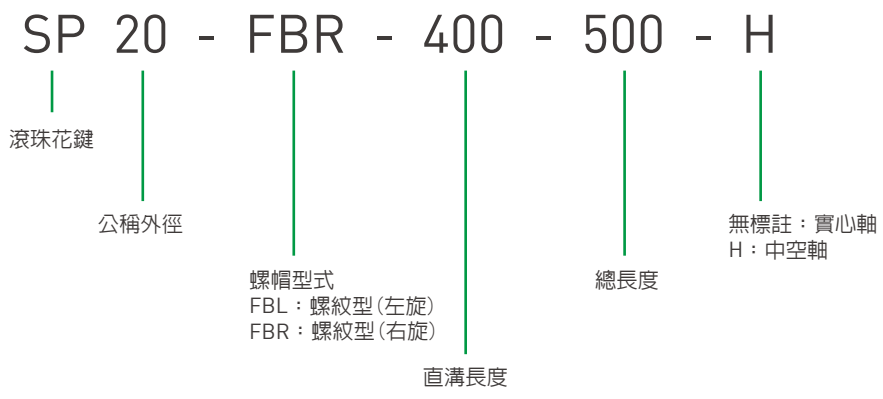 SP 20 - FBR - 400 - 500 - H
滾珠花鍵
公稱外徑
無標註：實心軸
H：中空軸
螺帽型式
FBL：螺紋型(左旋)
FBR：螺紋型(右旋)
總長度
直溝長度